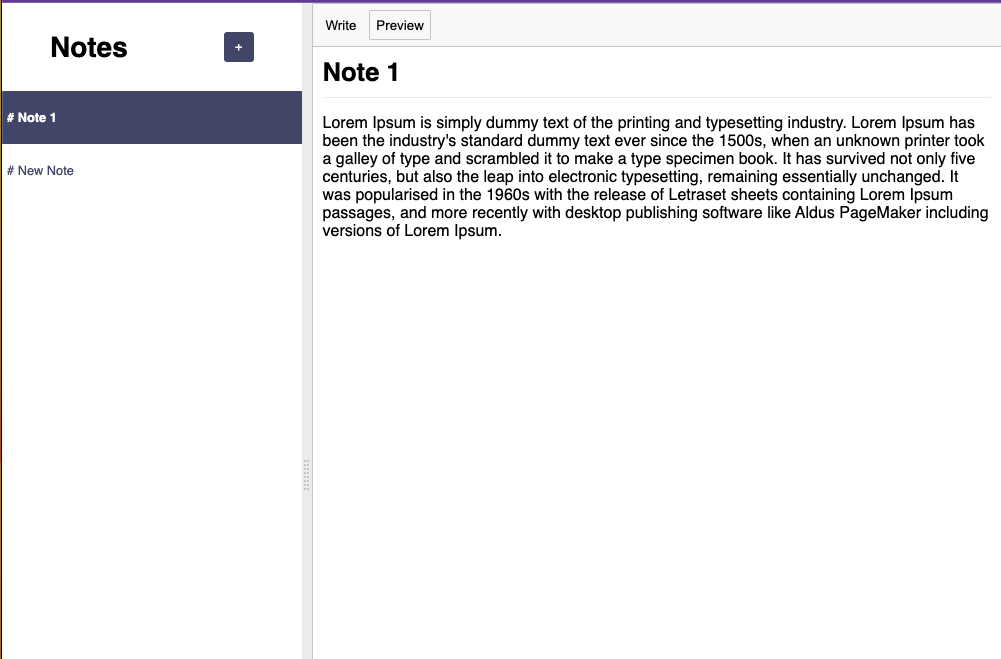 Notes
+
# Note 1
# New Note
Write Preview
Note 1
Lorem Ipsum is simply dummy text of the printing and typesetting industry. Lorem Ipsum has
been the industry's standard dummy text ever since the 1500s, when an unknown printer took
a galley of type and scrambled it to make a type specimen book. It has survived not only five
centuries, but also the leap into electronic typesetting, remaining essentially unchanged. It
was popularised in the 1960s with the release of Letraset sheets containing Lorem Ipsum
passages, and more recently with desktop publishing software like Aldus PageMaker including
versions of Lorem Ipsum.